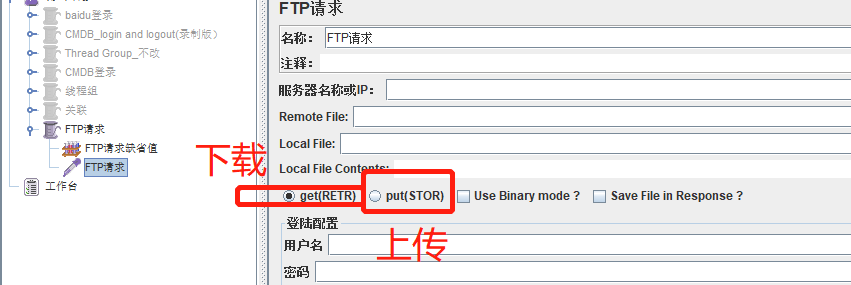 baidu登录
CMDB_login and logout(录制版）
Thread Group_不改
CMDB登录
线程组
关联
FTP请求
FTP请求缺省值
FTP请求
工作台
FTP请求
名称： FTP请求
注释：
服务器名称或IP：
Remote File:
Local File:
下载
Local File Contents:
get(RETR) put(STOR) Use Binary mode ? Save File in Response ?
上传
登陆配置
用户名
密码